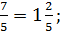 7/5 = 1 2/5;